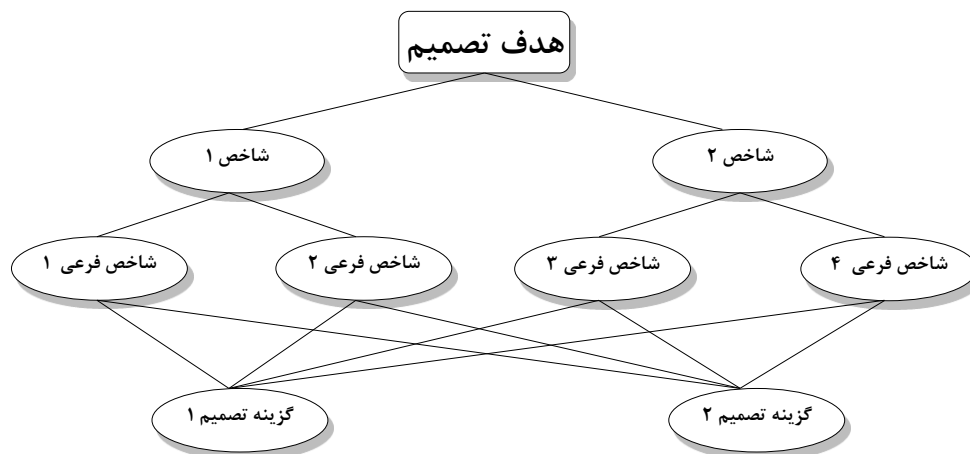 هدف تصمیم
شاخص ۱
شاخص ۲
شاخص فرعی ۱
شاخص فرعی ۲
شاخص فرعی ۳
شاخص فرعی ۴
گزینه تصمیم ۱
گزینه تصمیم ۲